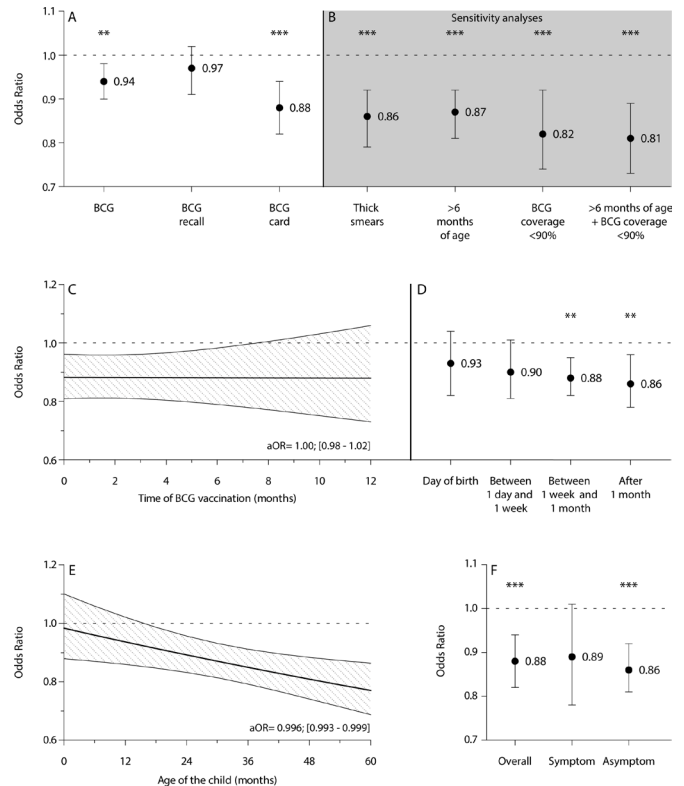 A
B
Sensitivity analyses
1.1
1.0
0.9
0.8
0.7
Odds Ratio
**
***
***
***
***
***
0.94
0.97
0.88
0.86
0.87
0.82
0.81
BCG
BCG
recall
BCG
card
Thick
smears
>6
months
of age
BCG
coverage
<90%
>6 months of age
+ BCG coverage
<90%
C
1.2
1.0
0.8
0.6
Odds Ratio
aOR= 1.00; [0.98 - 1.02]
0 2 4 6 8 10 12
Time of BCG vaccination (months)
D
**
**
0.93
0.90
0.88
0.86
Day of birth
Between
1 day and
1 week
Between
1 week and
1 month
After
1 month
E
1.2
1.0
0.8
0.6
Odds Ratio
aOR= 0.996; [0.993 - 0.999]
0 12 24 36 48 60
Age of the child (months)
F
1.1
1.0
0.9
0.8
0.7
Odds Ratio
***
***
0.88
0.89
0.86
Overall
Symptom
Asymptom